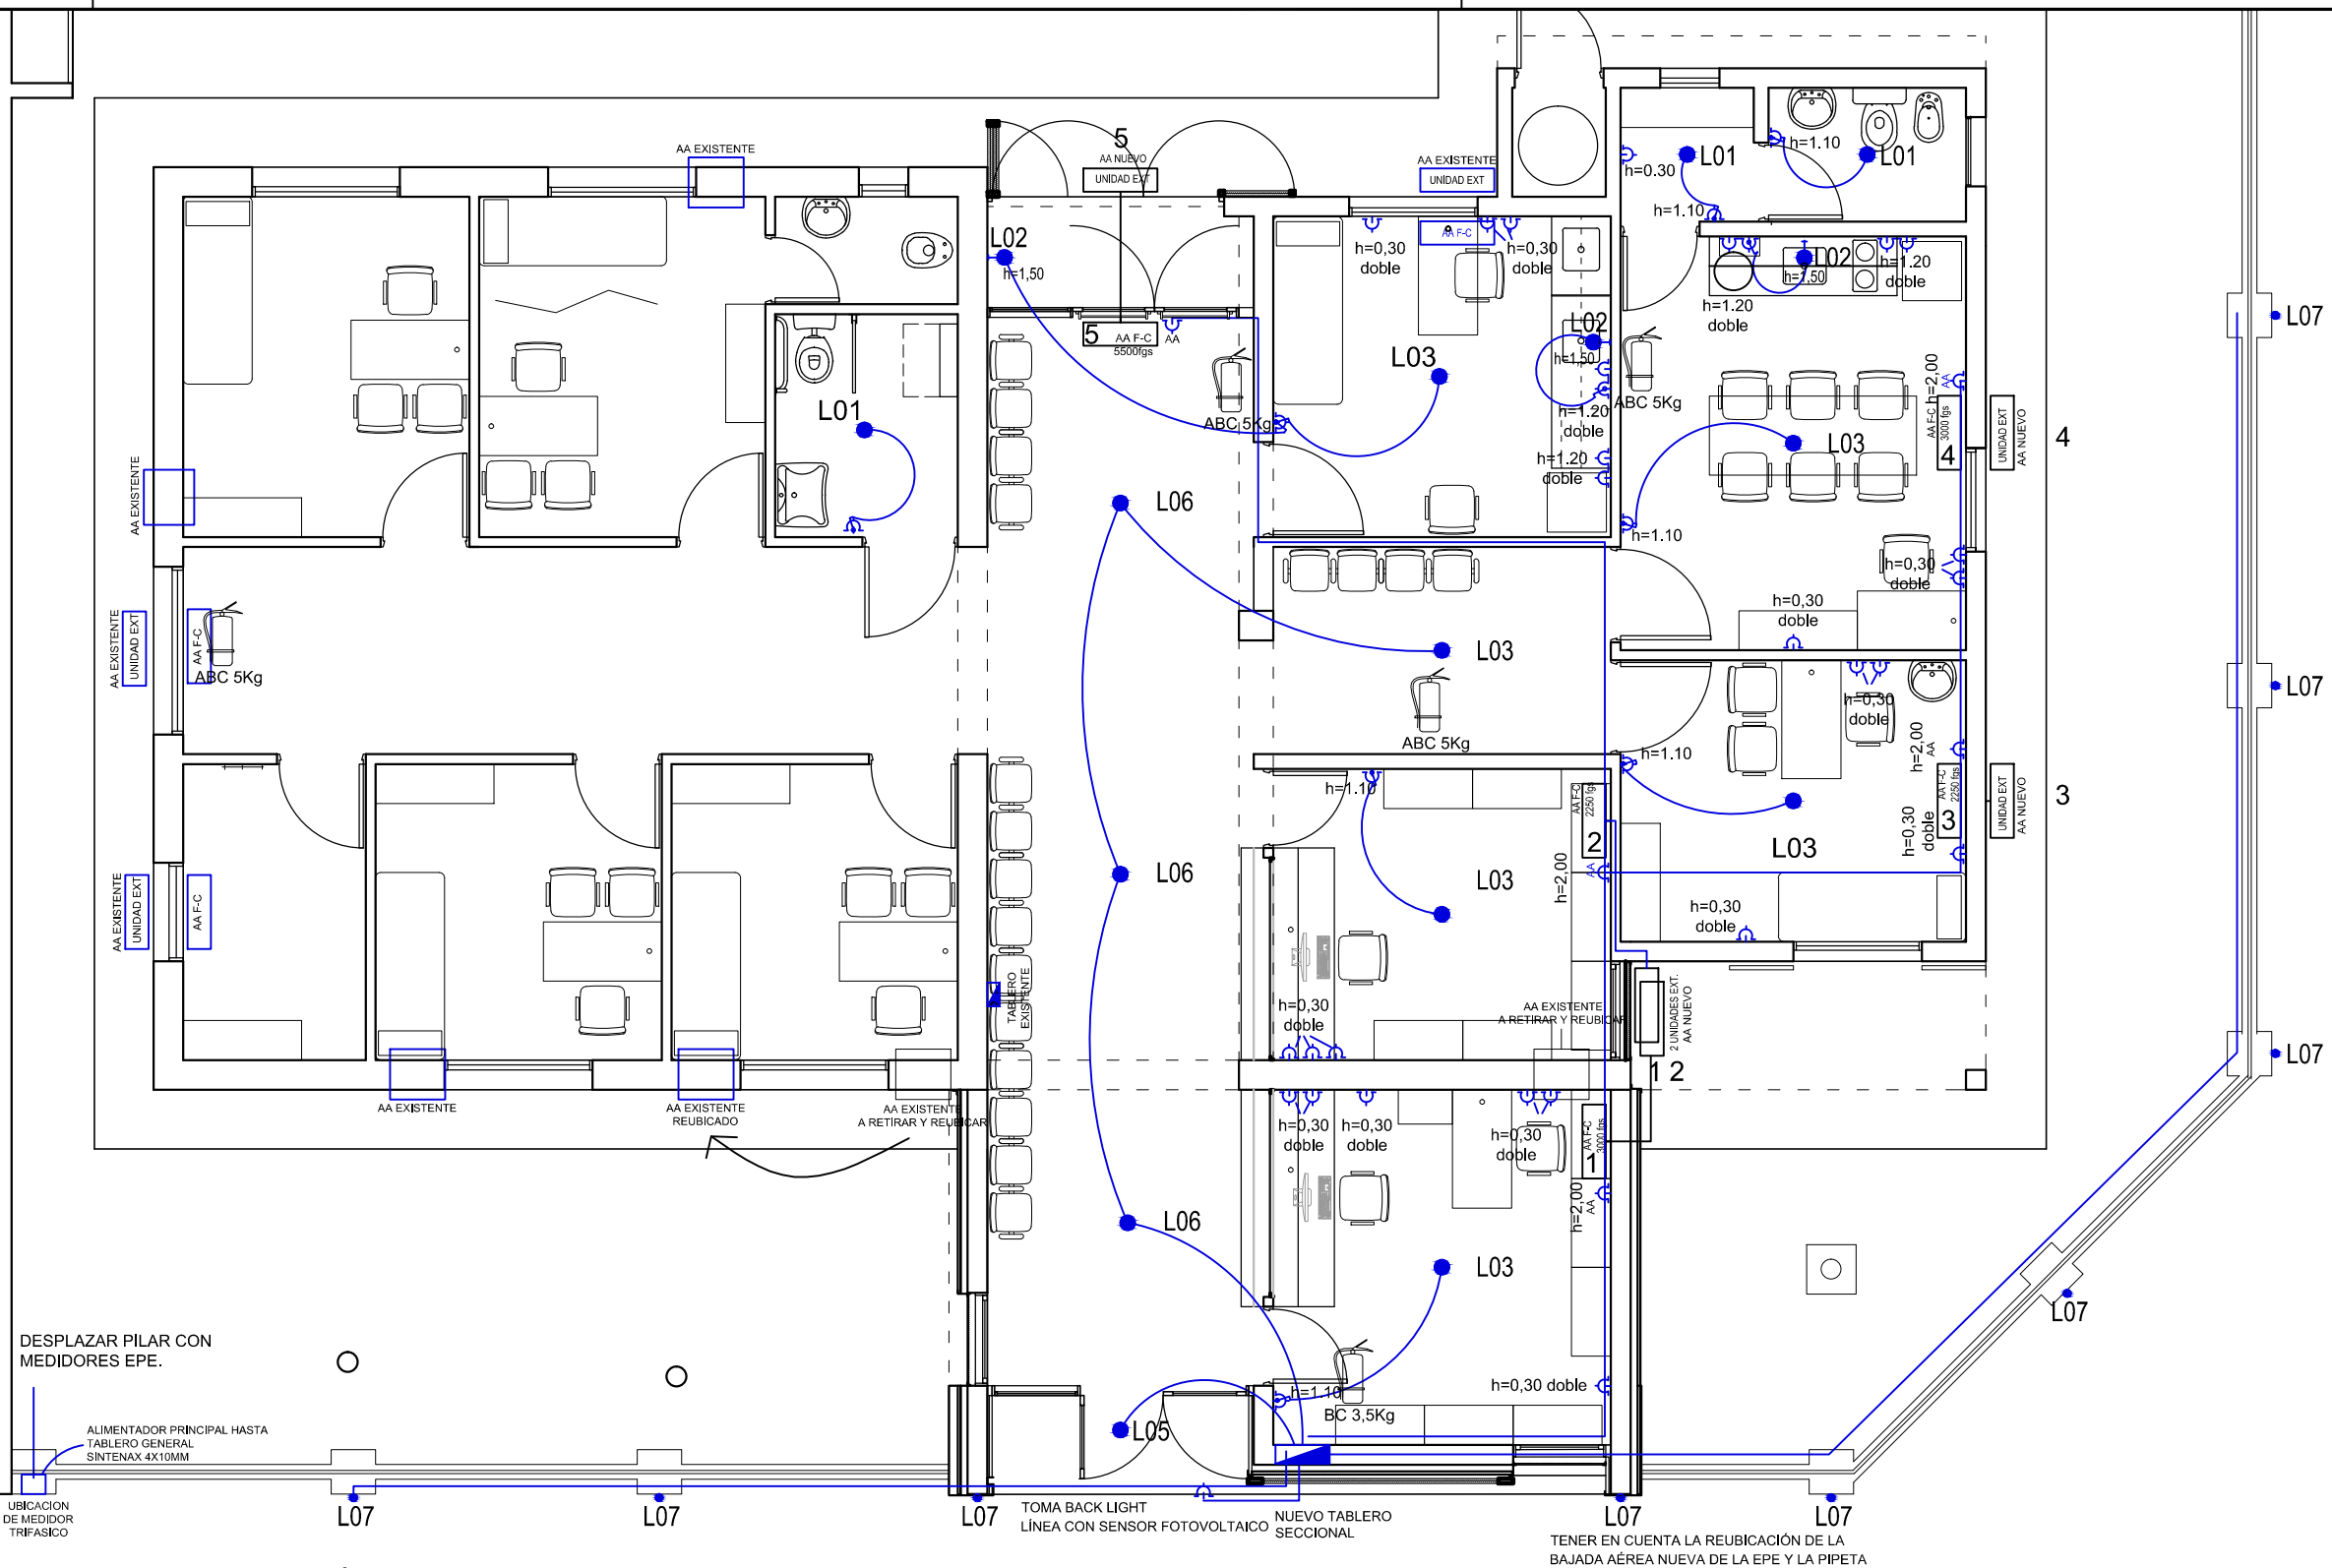 5
AA NUEVO
UNIDAD EXT
AA EXISTENTE
AA EXISTENTE
UNIDAD EXT
L01
h=0.30
h=1.10
L01
h=1.10
L02
h=1,50
AA F-C
h=0,30
doble
h=0,30
doble
L02
h=1,50
h=1.20
doble
h=1.20
doble
5
AA F-C
5500fgs
AA
L02
h=1,50
L03
ABC 5Kg
ABC 5Kg
h=1.20
doble
h=1.20
doble
h=2,00
AA
AA F-C
3000 fgs
4
UNIDAD EXT
AA NUEVO
4
L03
L01
L07
AA EXISTENTE
L06
h=1.10
h=0,30
doble
h=0,30
doble
AA EXISTENTE
UNIDAD EXT
AA F-C
ABC 5Kg
L03
ABC 5Kg
L07
h=0,30
doble
h=1.10
h=2,00
AA
AA F-C
2250 fgs
3
UNIDAD EXT
AA NUEVO
3
h=1.10
AA F-C
2250 fgs
2
h=2,00
AA
L03
h=0,30
doble
L06
L03
h=0,30
doble
AA EXISTENTE
UNIDAD EXT
AA F-C
TABLERO
EXISTENTE
h=0,30
doble
AA EXISTENTE
A RETIRAR Y REUBICAR
2 UNIDADES EXT.
AA NUEVO
1 2
L07
AA EXISTENTE
AA EXISTENTE
REUBICADO
AA EXISTENTE
A RETIRAR Y REUBICAR
h=0,30
doble
h=0,30
doble
h=0,30
doble
AA F-C
3000 fgs
1
h=2,00
AA
L06
L03
L07
DESPLAZAR PILAR CON
MEDIDORES EPE.
h=1.10
h=0,30 doble
BC 3,5Kg
L05
ALIMENTADOR PRINCIPAL HASTA
TABLERO GENERAL
SINTENAX 4X10MM
UBICACION
DE MEDIDOR
TRIFASICO
L07
L07
L07
TOMA BACK LIGHT
LÍNEA CON SENSOR FOTOVOLTAICO
NUEVO TABLERO
SECCIONAL
L07
L07
TENER EN CUENTA LA REUBICACIÓN DE LA
BAJADA AÉREA NUEVA DE LA EPE Y LA PIPETA